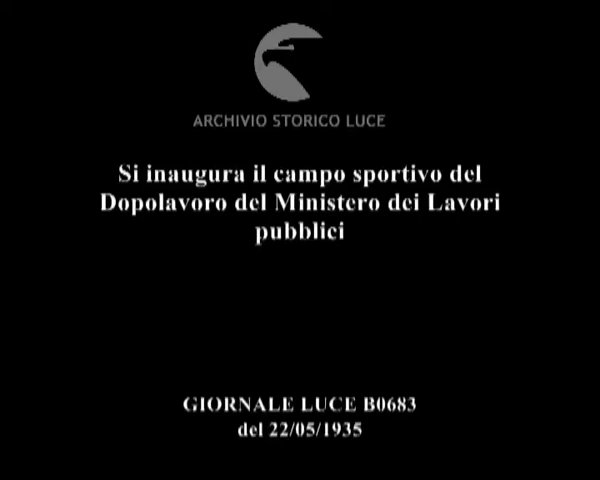 ARCHIVIO STORICO LUCE
Si inaugura il campo sportivo del
Dopolavoro del Ministero dei Lavori
pubblici
GIORNALE LUCE B0683
del 22/05/1935